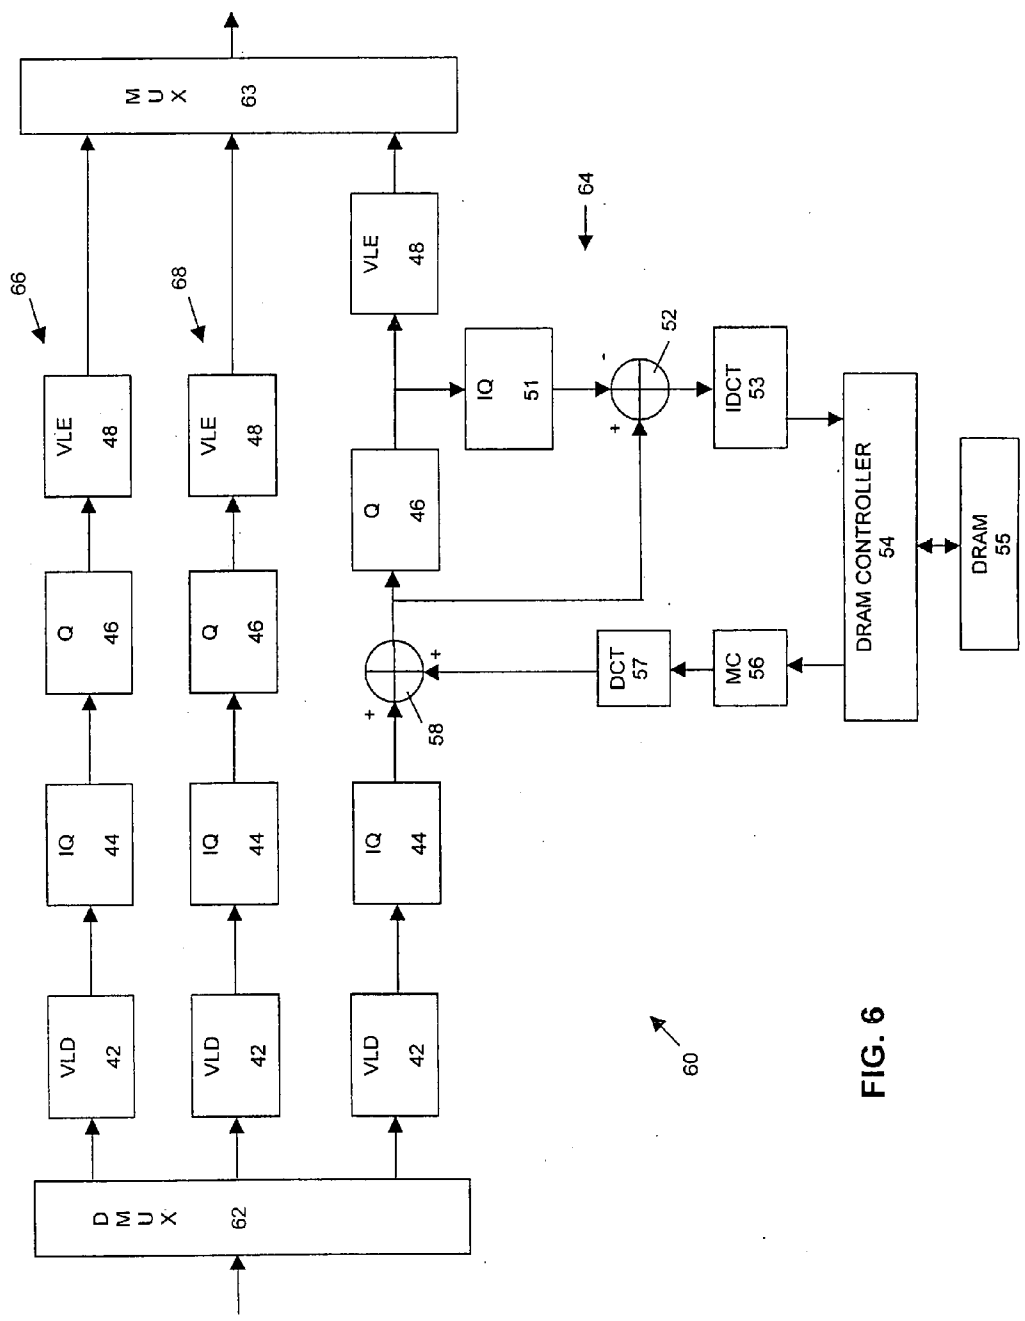 DMUX
62
VLD
42
IQ
44
Q
46
VLE
48
66
VLD
42
IQ
44
Q
46
VLE
48
68
MUX
63
VLD
42
IQ
44
+
+
58
Q
46
VLE
48
IQ
51
+
-
52
64
DCT
57
IDCT
53
MC
56
DRAM CONTROLLER
54
DRAM
55
60
FIG. 6